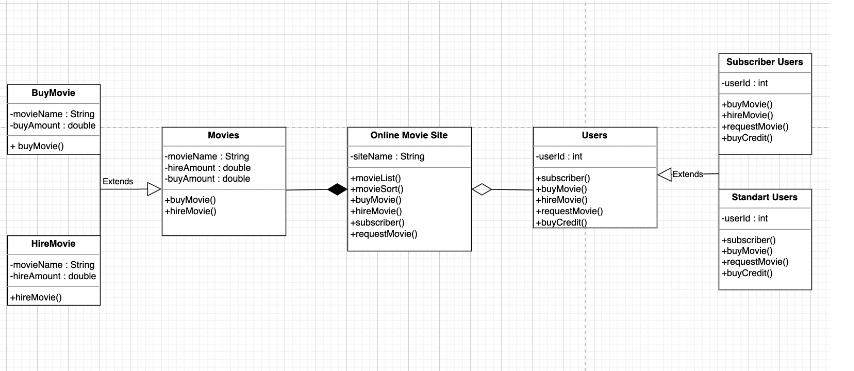 BuyMovie
-movieName : String
-buyAmount : double
+ buyMovie()
HireMovie
-movieName : String
-hireAmount : double
+hireMovie()
Extends
Movies
-movieName : String
-hireAmount : double
-buyAmount : double
+buyMovie()
+hireMovie()
Online Movie Site
-siteName : String
+movieList()
+movieSort()
+buyMovie()
+hireMovie()
+subscriber()
+requestMovie()
Users
-userId : int
+subscriber()
+buyMovie()
+hireMovie()
+requestMovie()
+buyCredit()
Extends
Subscriber Users
-userId : int
+buyMovie()
+hireMovie()
+requestMovie()
+buyCredit()
Standart Users
-userId : int
+subscriber()
+buyMovie()
+requestMovie()
+buyCredit()